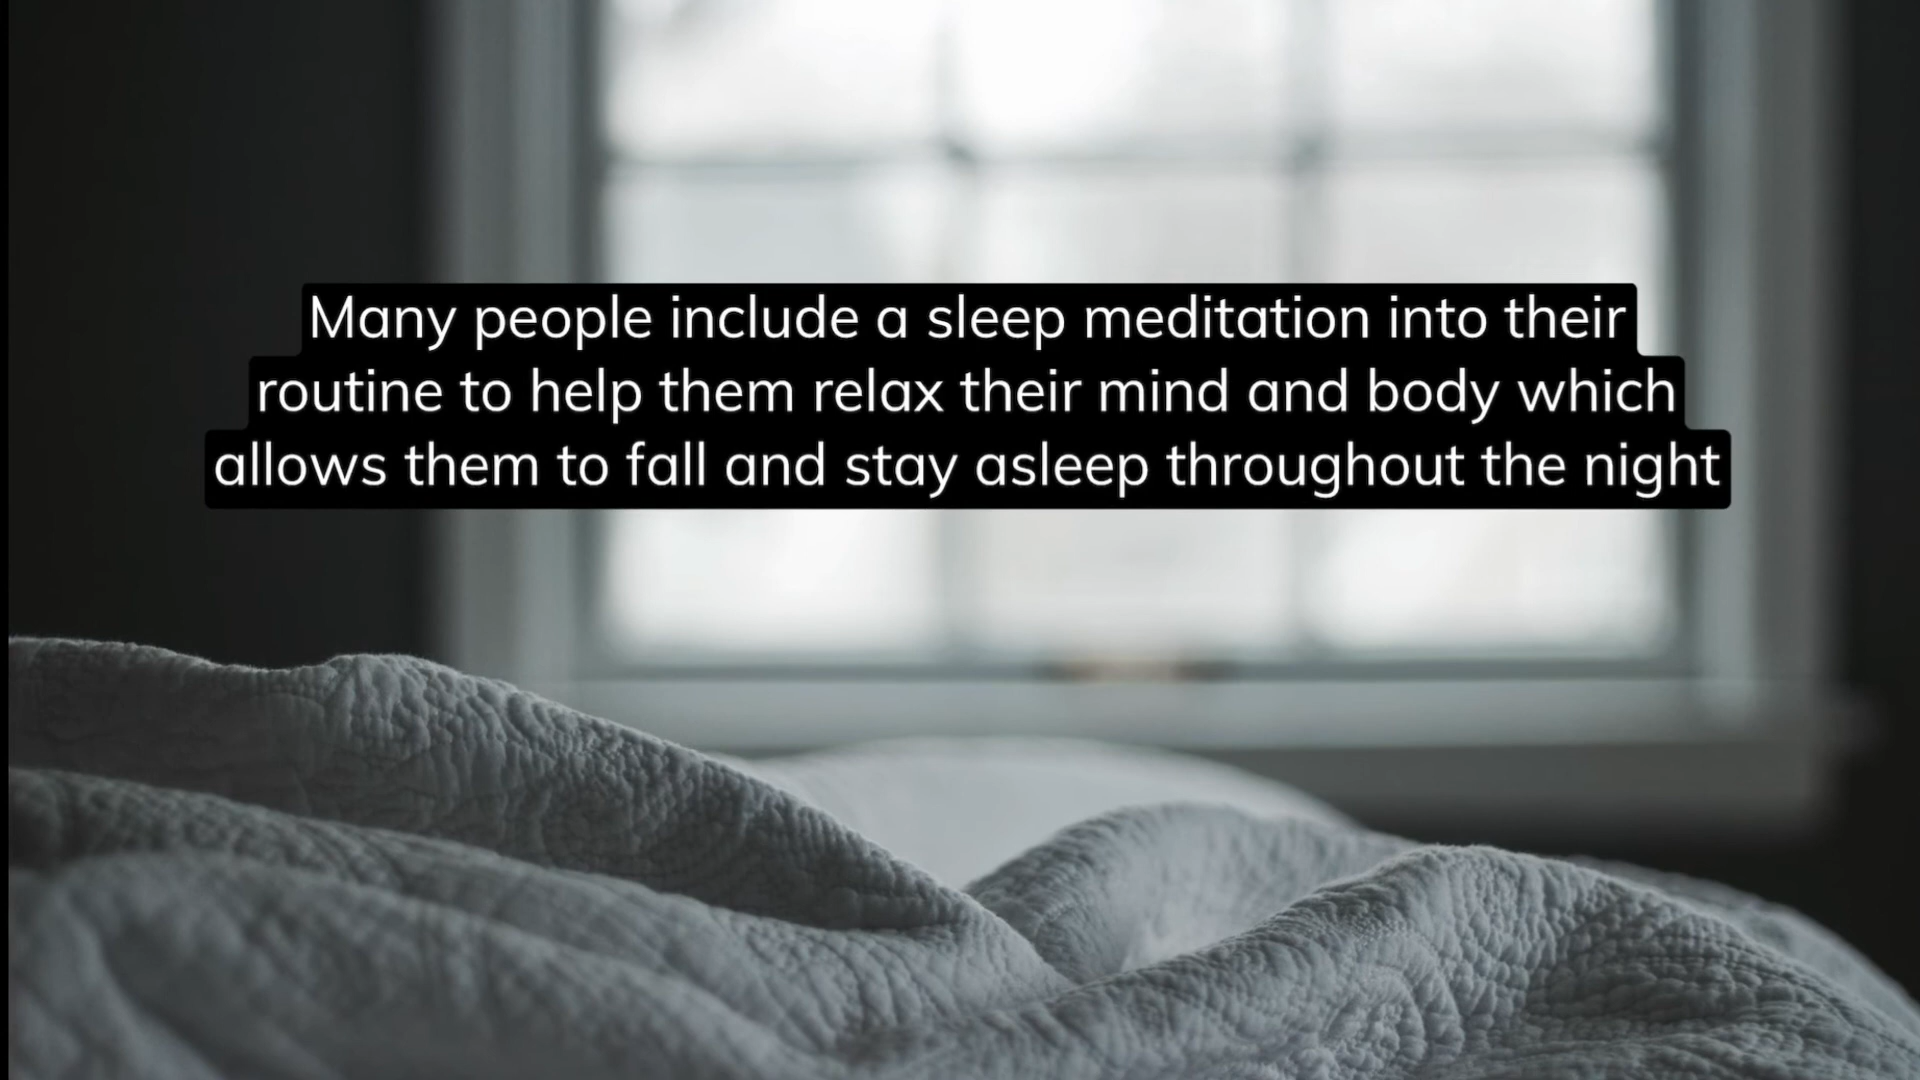 Many people include a sleep meditation into their
routine to help them relax their mind and body which
allows them to fall and stay asleep throughout the night